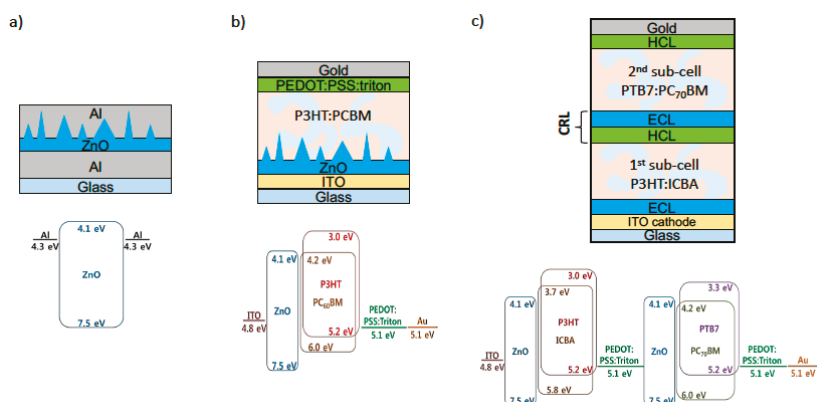 a)
Al
ZnO
Al
Glass
4.1 eV
Al
4.3 eV
Al
4.3 eV
ZnO
7.5 eV
b)
Gold
PEDOT:PSS:triton
P3HT:PCBM
ZnO
ITO
Glass
3.0 eV
4.1 eV
4.2 eV
P3HT
PC60BM
ZnO
ITO
4.8 eV
PEDOT:
PSS:Triton
5.1 eV
Au
5.1 eV
5.2 eV
6.0 eV
7.5 eV
c)
Gold
HCL
2nd sub-cell
PTB7:PC70BM
CRL
ECL
HCL
1st sub-cell
P3HT:ICBA
ECL
ITO cathode
Glass
3.0 eV
3.7 eV
4.1 eV
P3HT
ICBA
ZnO
ITO
4.8 eV
5.2 eV
5.8 eV
7.5 eV
PEDOT:
PSS:Triton
5.1 eV
3.3 eV
4.1 eV
4.2 eV
PTB7
PC70BM
ZnO
5.2 eV
6.0 eV
7.5 eV
PEDOT:
PSS:Triton
5.1 eV
Au
5.1 eV